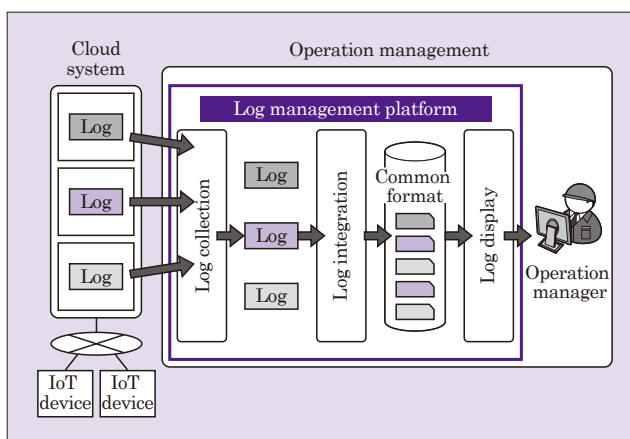 Cloud
system
Operation management
Log management platform
Log
Log
Log
Log collection
Log
Log
Log
Log integration
Common
format
Log display
Operation
manager
IoT
device
IoT
device